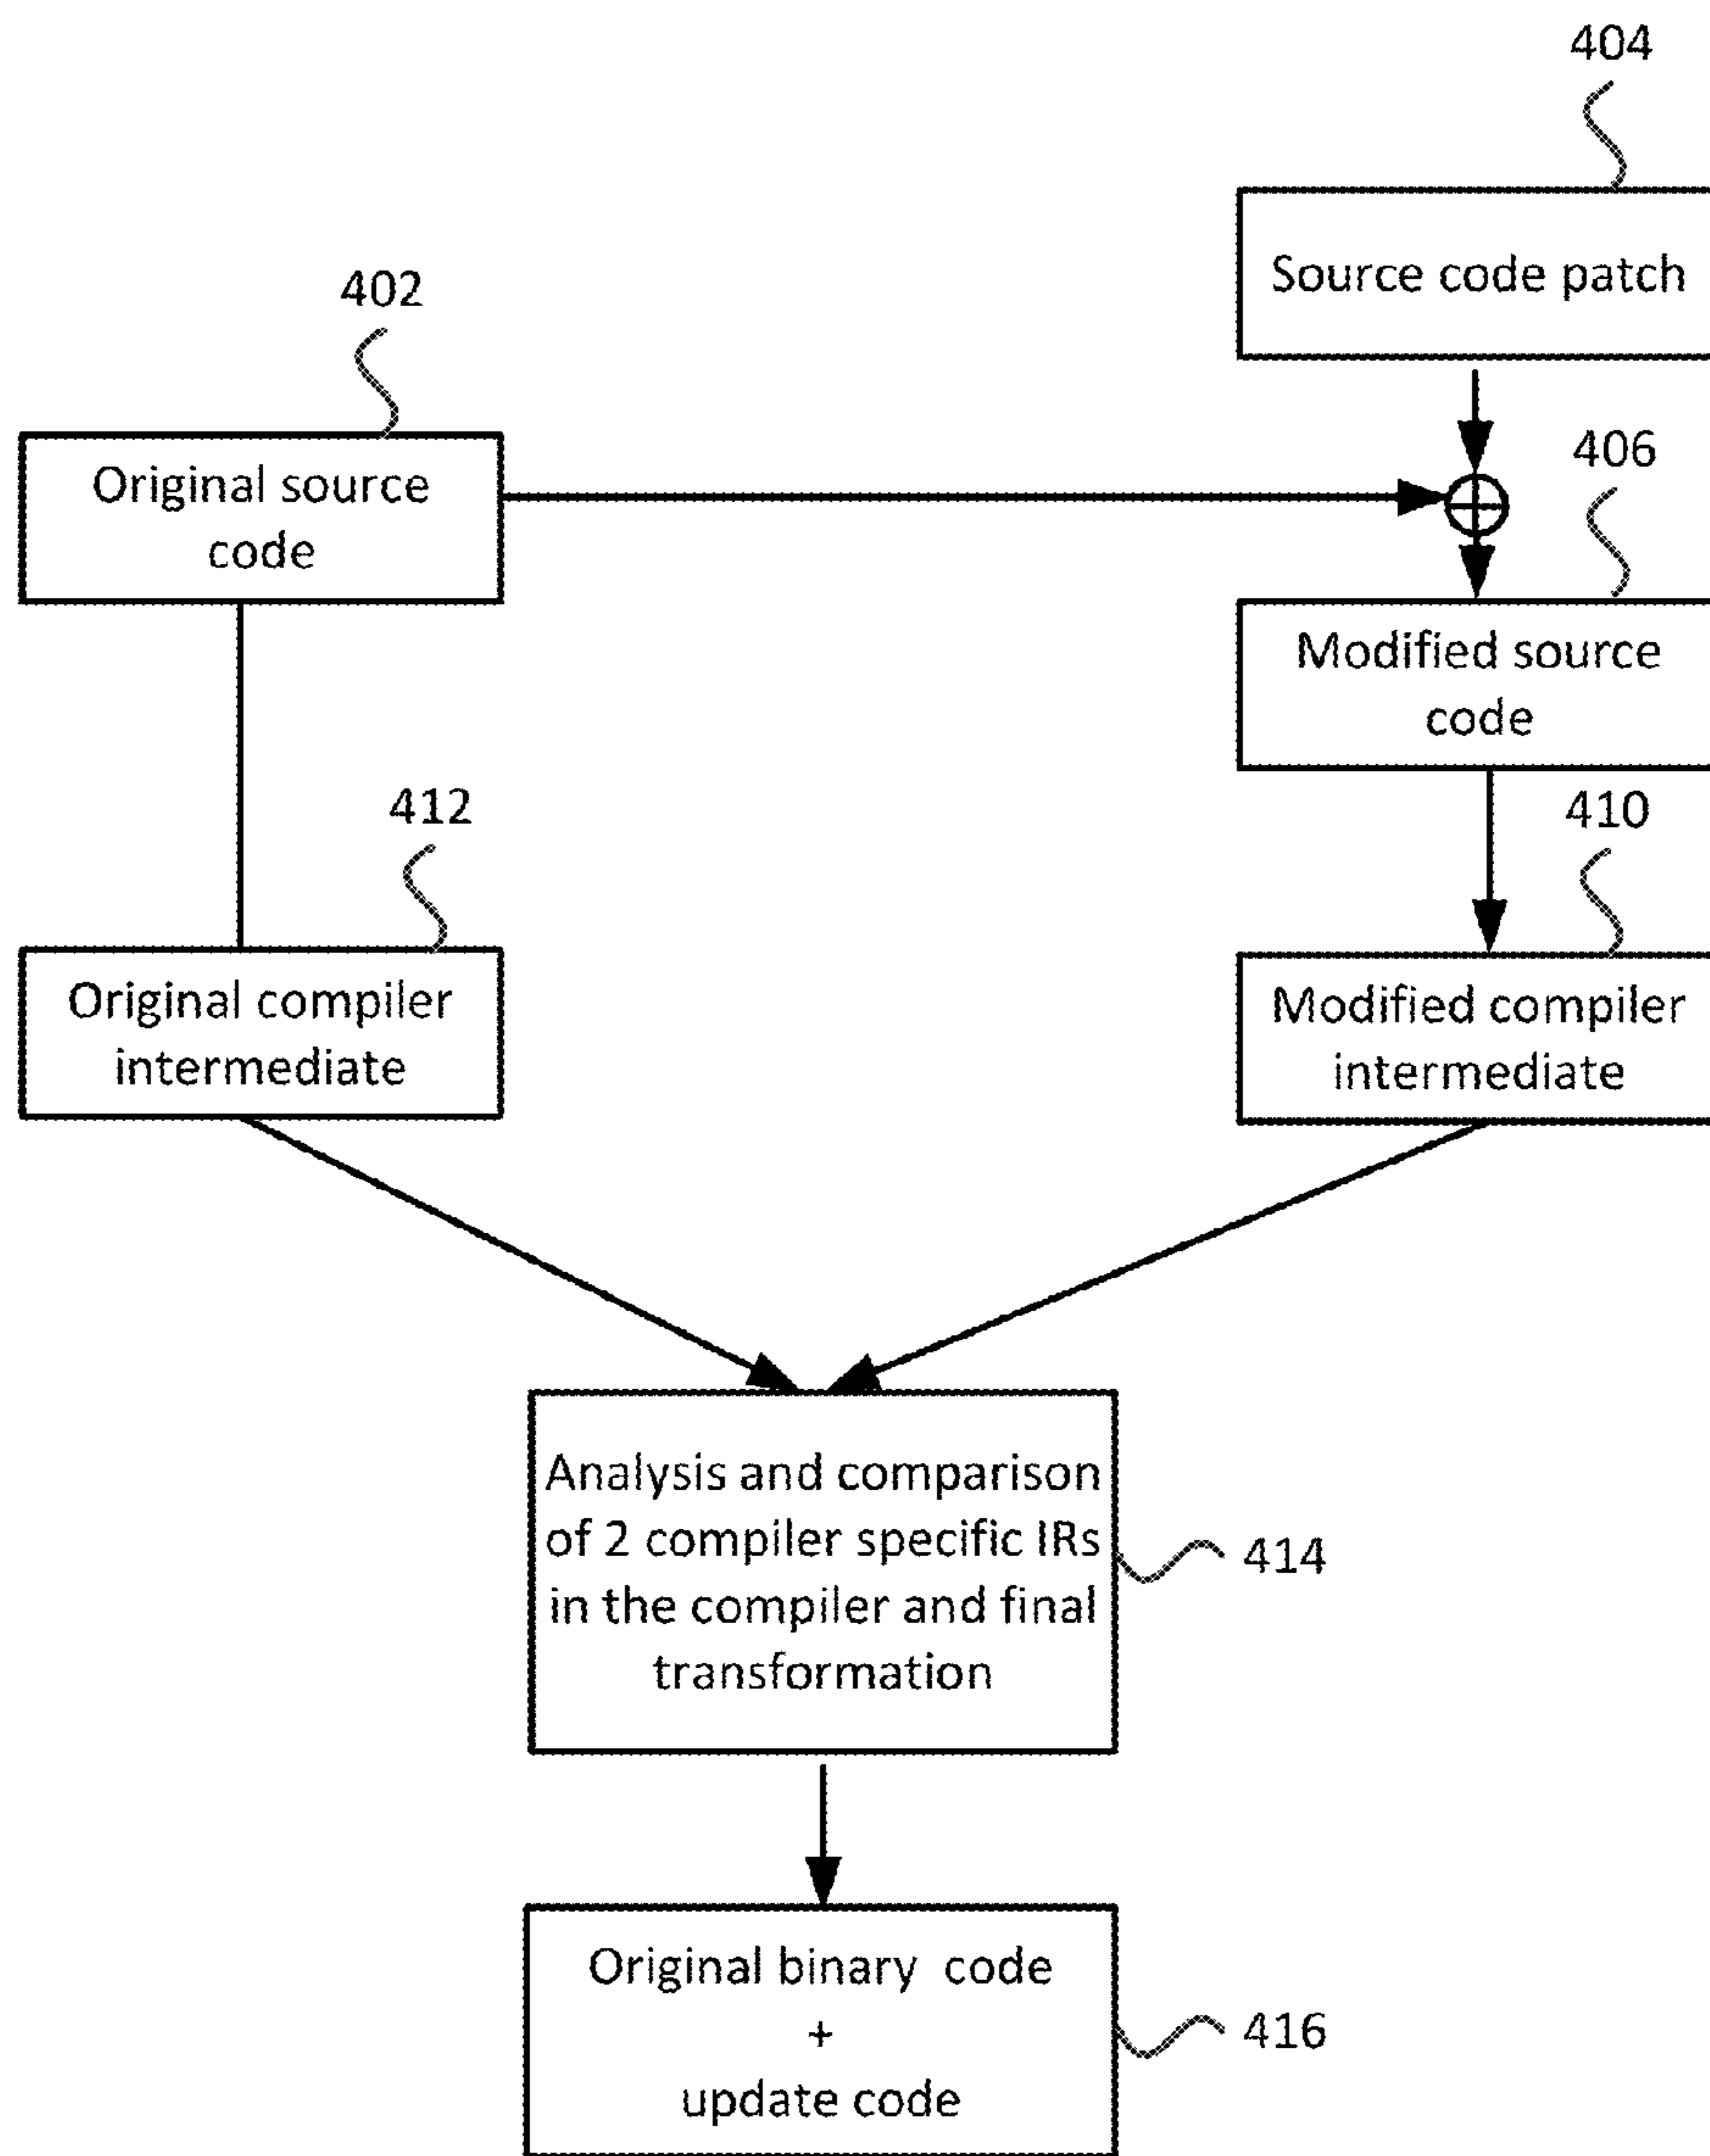 404
Source code patch
402
Original source
code
406
Modified source
code
412
Original compiler
intermediate
410
Modified compiler
intermediate
Analysis and comparison
of 2 compiler specific IRs
in the compiler and final
transformation
414
Original binary code
+
update code
416